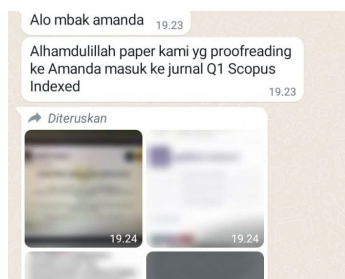 Alo mbak amanda 19.23
Alhamdulillah paper kami yg proofreading
ke Amanda masuk ke jurnal Q1 Scopus
Indexed
19.23
Diteruskan
19.24 19.24